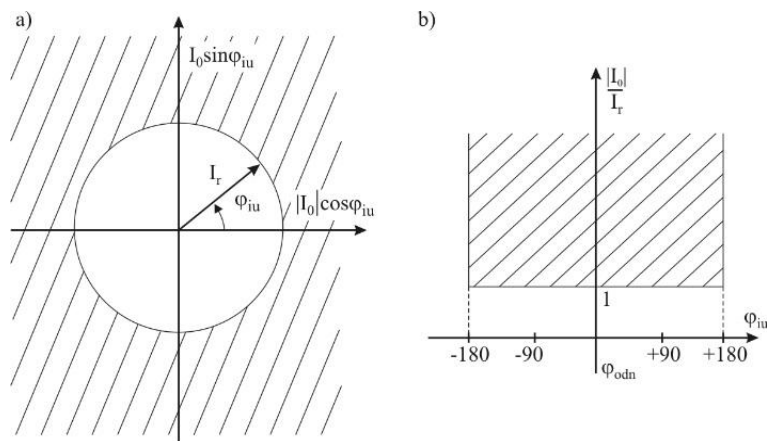 a)
I₀sinφᵢᵤ
Iᵣ
φᵢᵤ
|I₀|cosφᵢᵤ
b)
|I₀|
Iᵣ
1
φᵢᵤ
-180 -90 +90 +180
φₒdn